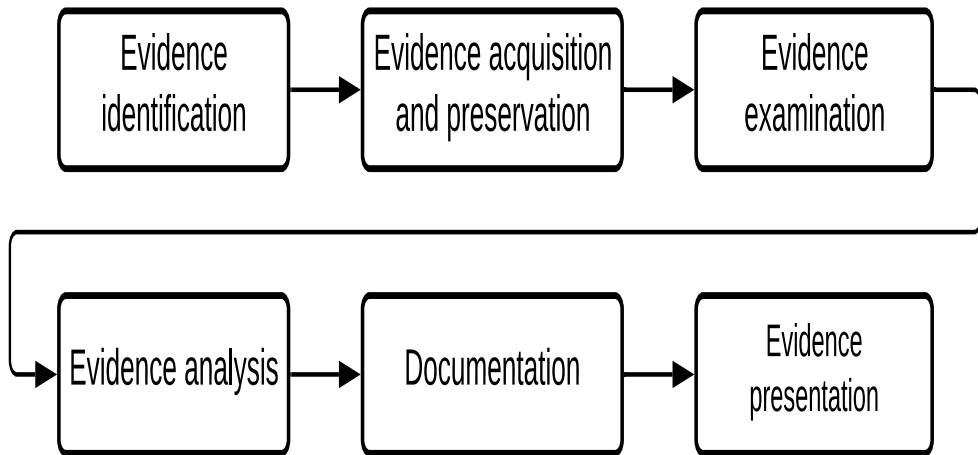 Evidence
identification
Evidence acquisition
and preservation
Evidence
examination
Evidence analysis
Documentation
Evidence
presentation